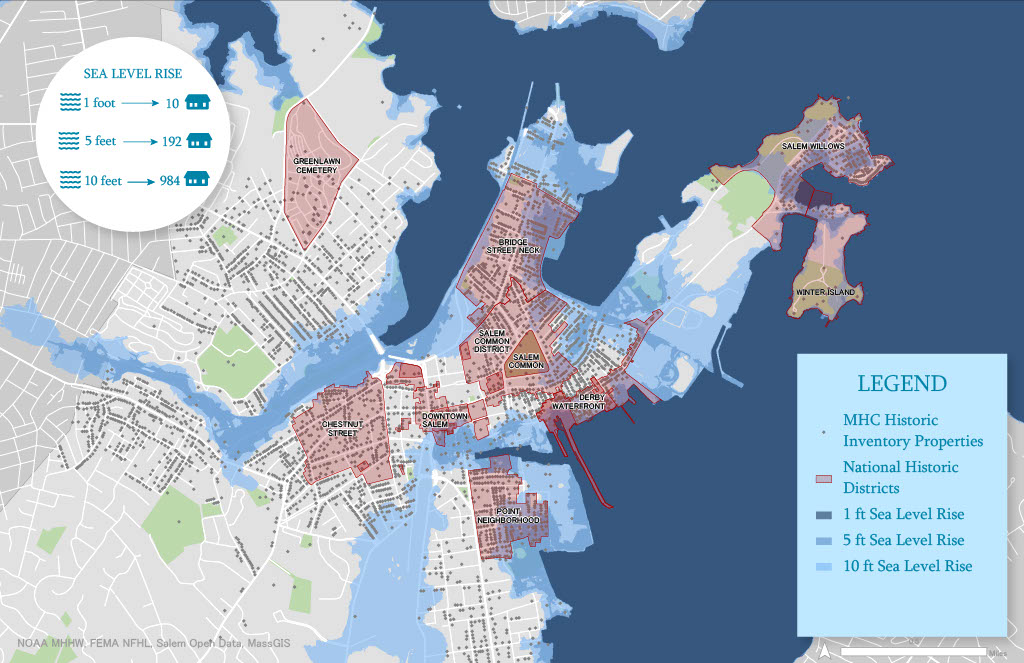 SEA LEVEL RISE
1 foot 10
5 feet 192
10 feet 984
GREENLAWN
CEMETERY
SALEM WILLOWS
BRIDGE
STREET NECK
WINTER ISLAND
SALEM
COMMON
DISTRICT
SALEM
COMMON
DERBY
WATERFRONT
DOWNTOWN
SALEM
CHESTNUT
STREET
POINT
NEIGHBORHOOD
LEGEND
MHC Historic
Inventory Properties
National Historic
Districts
1 ft Sea Level Rise
5 ft Sea Level Rise
10 ft Sea Level Rise
NOAA MHHW, FEMA NFHL, Salem Open Data, MassGIS
Miles